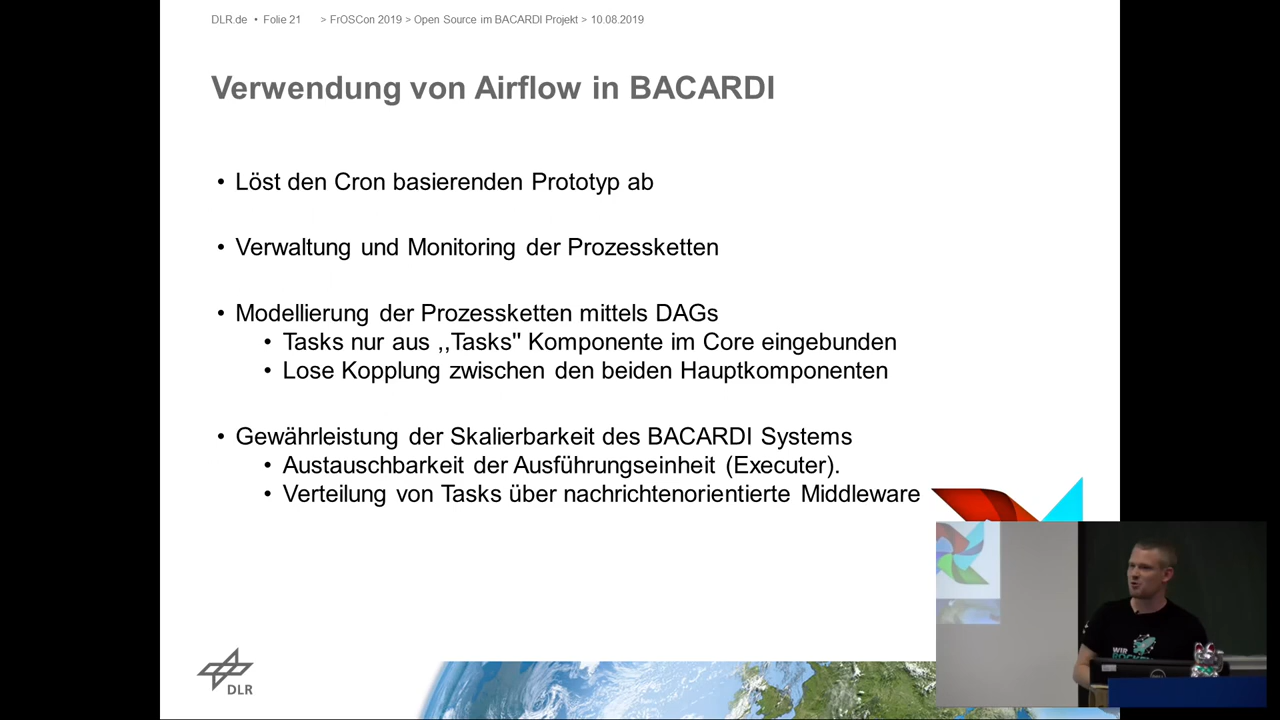 DLR.de • Folie 21 > FrOSCon 2019 > Open Source im BACARDI Projekt > 10.08.2019
Verwendung von Airflow in BACARDI
• Löst den Cron basierenden Prototyp ab
• Verwaltung und Monitoring der Prozessketten
• Modellierung der Prozessketten mittels DAGs
• Tasks nur aus ,,Tasks" Komponente im Core eingebunden
• Lose Kopplung zwischen den beiden Hauptkomponenten
• Gewährleistung der Skalierbarkeit des BACARDI Systems
• Austauschbarkeit der Ausführungseinheit (Executer).
• Verteilung von Tasks über nachrichtenorientierte Middleware
DLR
WIR